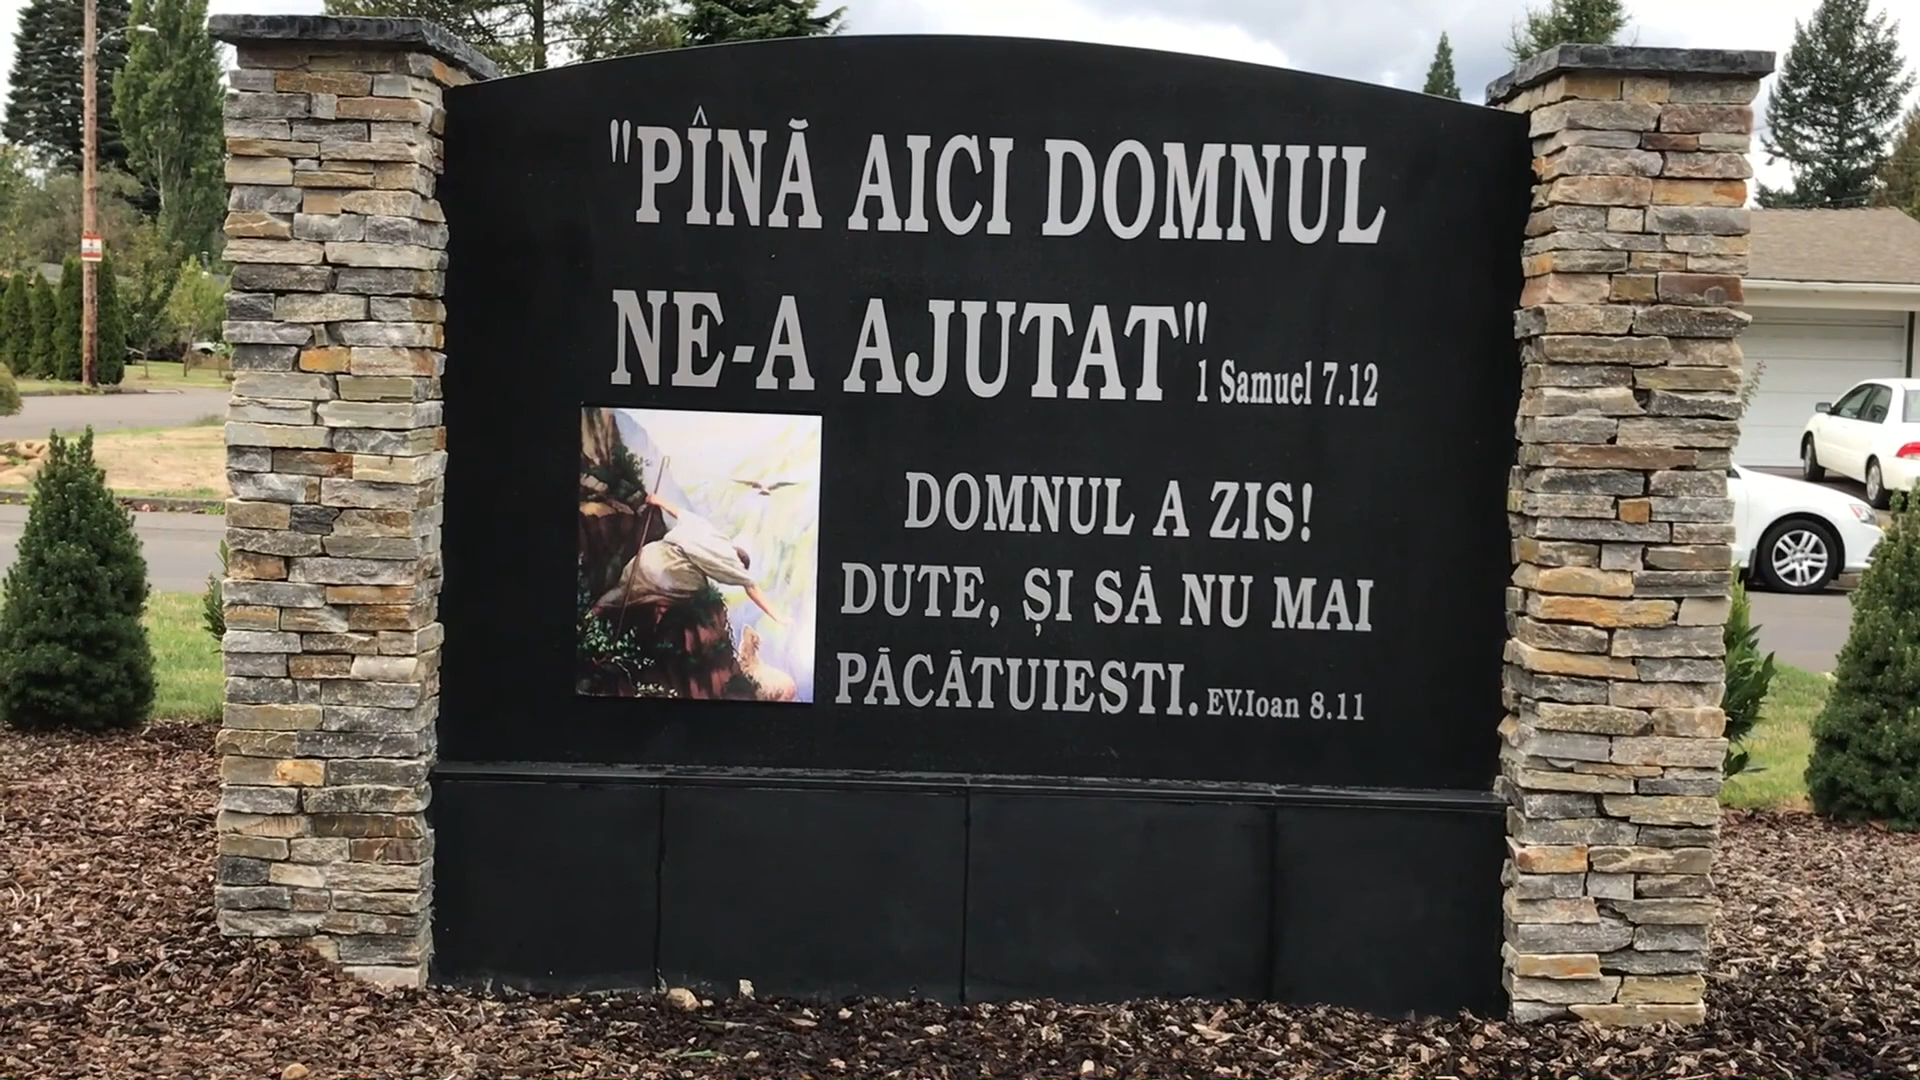 "PÎNĂ AICI DOMNUL
NE-A AJUTAT" 1 Samuel 7.12
DOMNUL A ZIS!
DUTE, ȘI SĂ NU MAI
PĂCĂTUIESTI. EV.Ioan 8.11